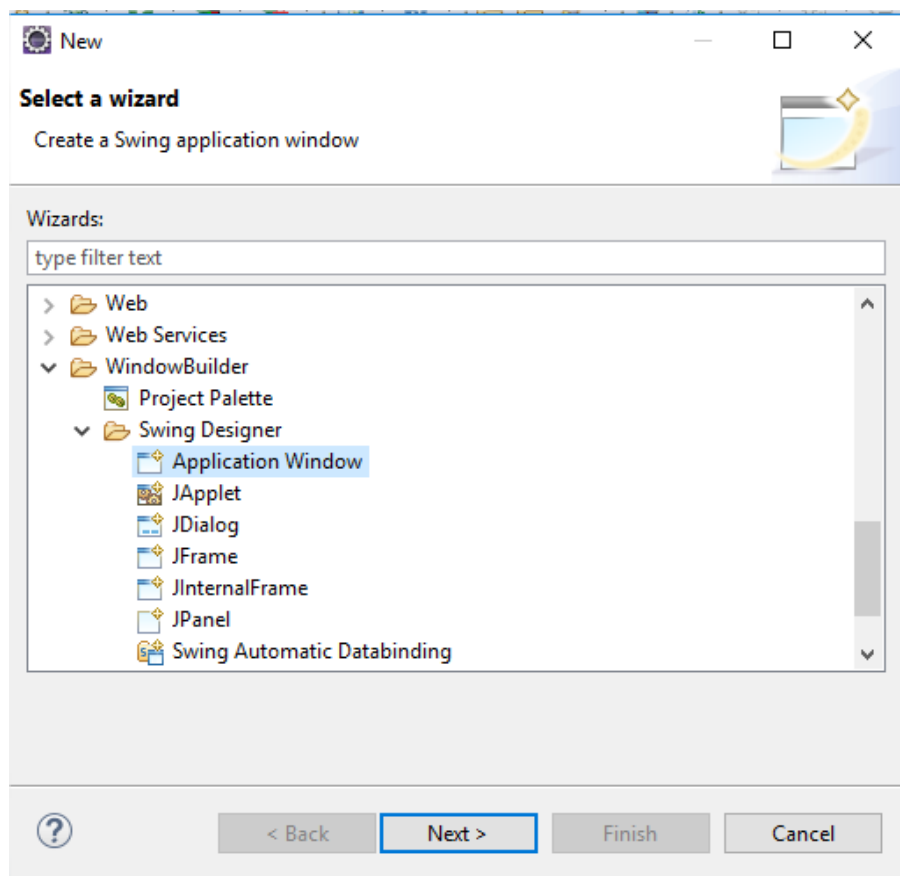 New
Select a wizard
Create a Swing application window
Wizards:
type filter text
Web
Web Services
WindowBuilder
Project Palette
Swing Designer
Application Window
JApplet
JDialog
JFrame
JInternalFrame
JPanel
Swing Automatic Databinding
? < Back Next > Finish Cancel